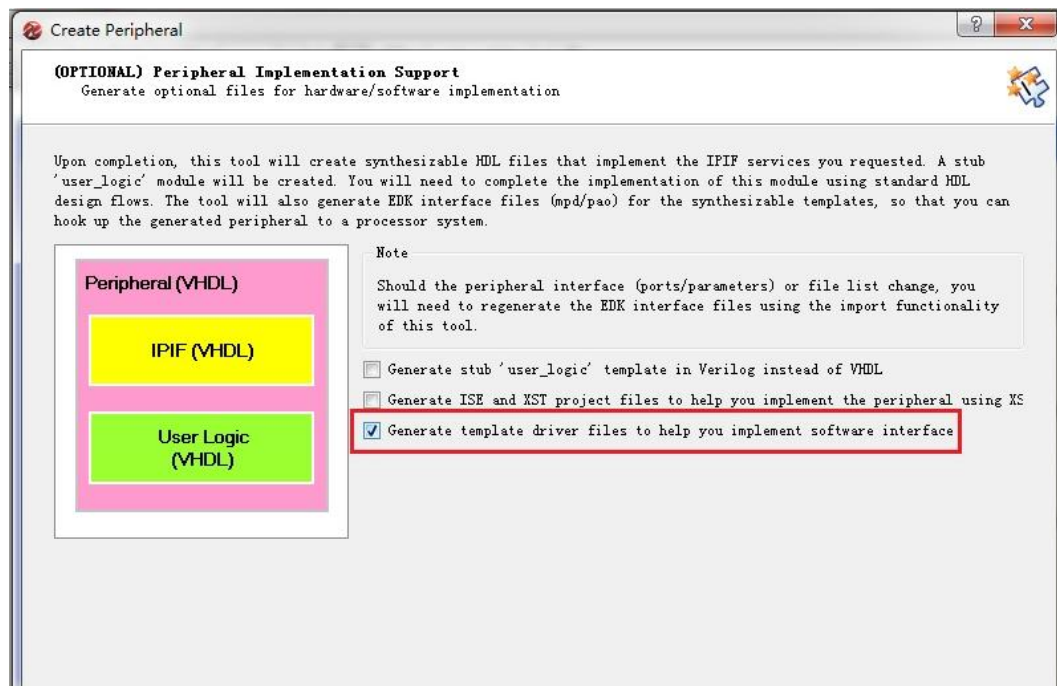 Create Peripheral
(OPTIONAL) Peripheral Implementation Support
Generate optional files for hardware/software implementation
Upon completion, this tool will create synthesizable HDL files that implement the IPIF services you requested. A stub
'user_logic' module will be created. You will need to complete the implementation of this module using standard HDL
design flows. The tool will also generate EDK interface files (mpd/pao) for the synthesizable templates, so that you can
hook up the generated peripheral to a processor system.
Peripheral (VHDL)
IPIF (VHDL)
User Logic
(VHDL)
Note
Should the peripheral interface (ports/parameters) or file list change, you
will need to regenerate the EDK interface files using the import functionality
of this tool.
Generate stub 'user_logic' template in Verilog instead of VHDL
Generate ISE and XST project files to help you implement the peripheral using XS
Generate template driver files to help you implement software interface